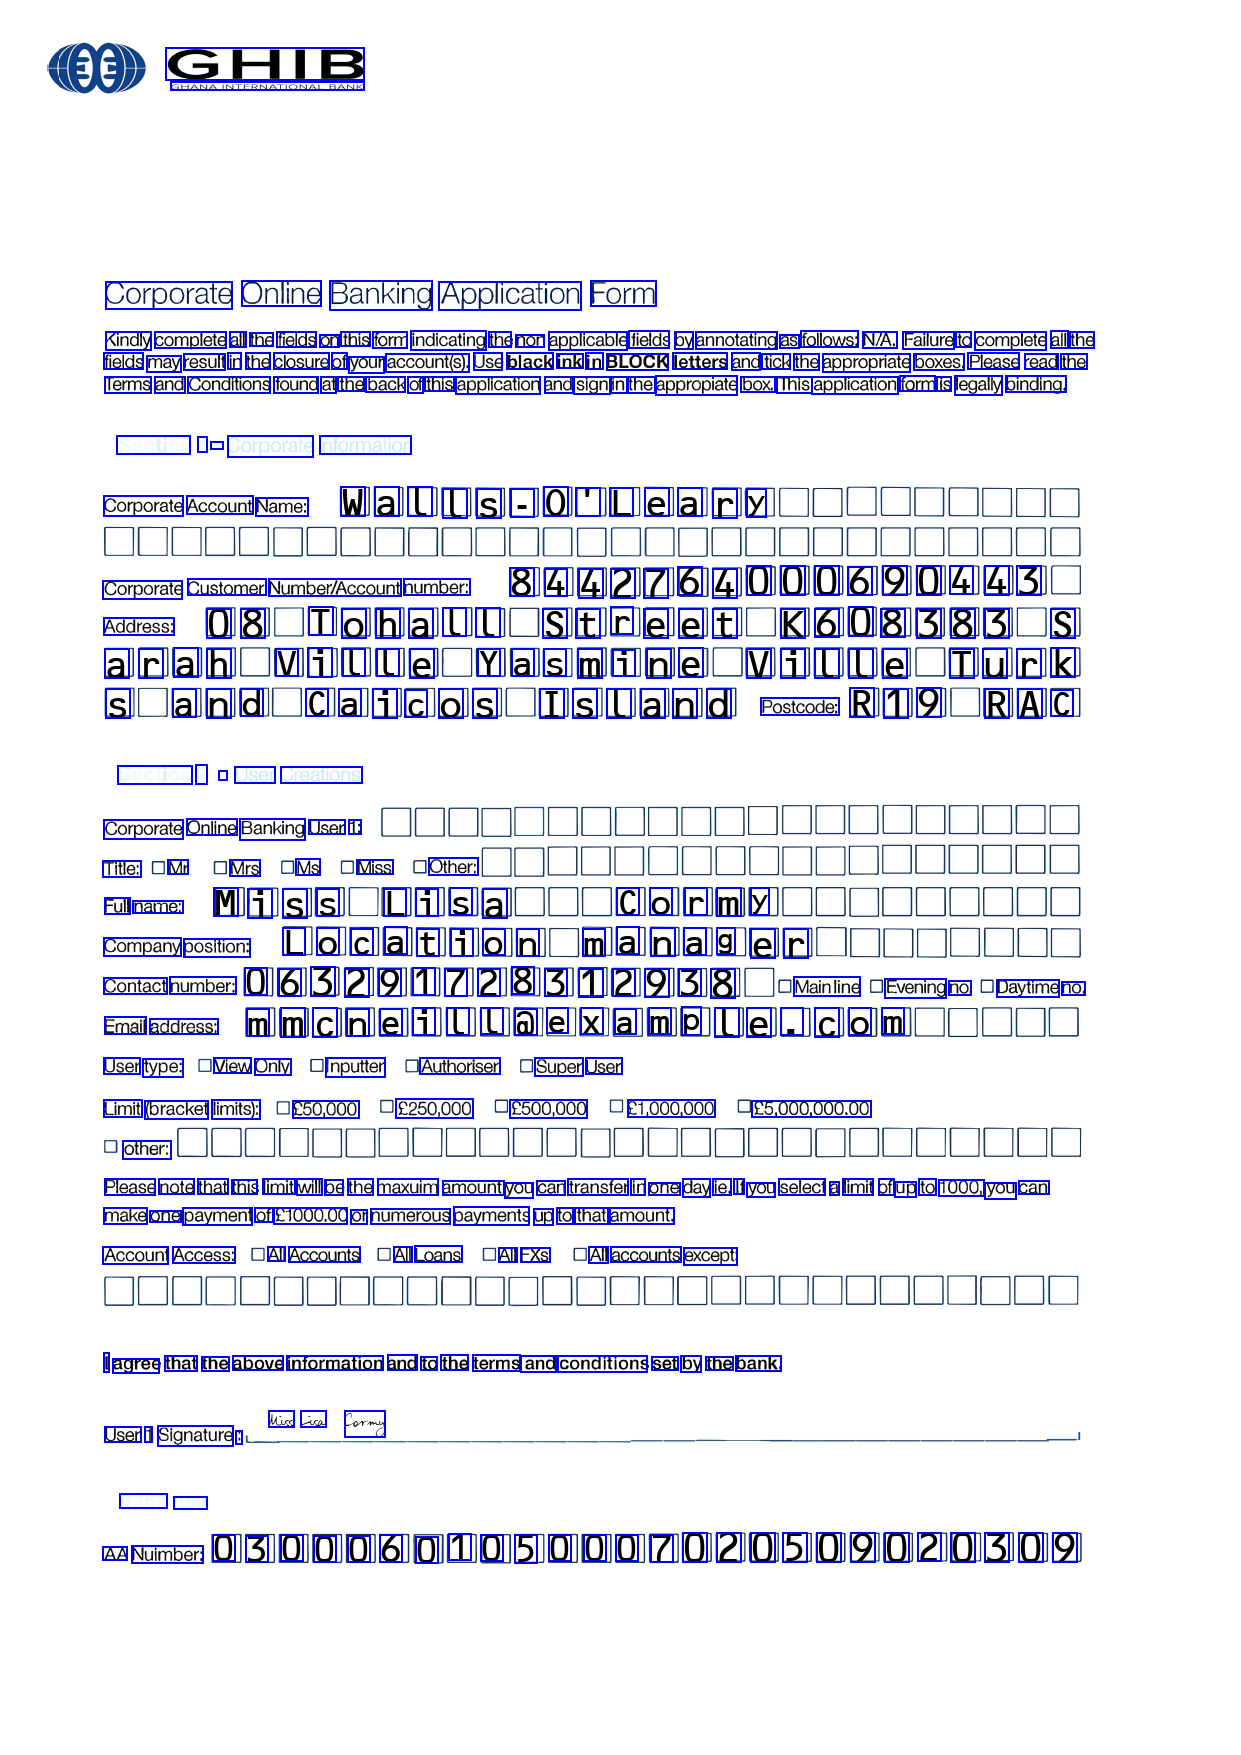 GHIB
GHANA INTERNATIONAL BANK
Corporate Online Banking Application Form
Kindly complete all the fields on this form indicating the non applicable fields by annotating as follows: N/A. Failure to complete all the
fields may result in the closure of your account(s). Use black ink in BLOCK letters and tick the appropriate boxes. Please read the
Terms and Conditions found at the back of this application and sign in the appropiate box. This application form is legally binding.
Corporate Information
Corporate Account Name: Walls-O'Leary
Corporate Customer Number/Account number: 8442764000690443
Address: 08 Tohall Street K608383 S
arah Ville Yasmine Ville Turk
s and Caicos Island Postcode: R19 RAC
Section - User Creations
Corporate Online Banking User 1:
Title: Mr Mrs Ms Miss Other:
Full name: Miss Lisa Cormy
Company position: Location manager
Contact number: 063291728312938 Main line Evening no. Daytime no.
Email address: mmcneill@example.com
User type: View Only Inputter Authoriser Super User
Limit (bracket limits): £50,000 £250,000 £500,000 £1,000,000 £5,000,000.00
other:
Please note that this limit will be the maxuim amount you can transfer in one day ie. If you select a limit of up to 1000, you can
make one payment of £1000.00 or numerous payments up to that amount.
Account Access: All Accounts All Loans All FXs All accounts except
I agree that the above information and to the terms and conditions set by the bank.
User 1 Signature: Miss Lisa Cormy
AA Nuimber: 03000601050007020509020309